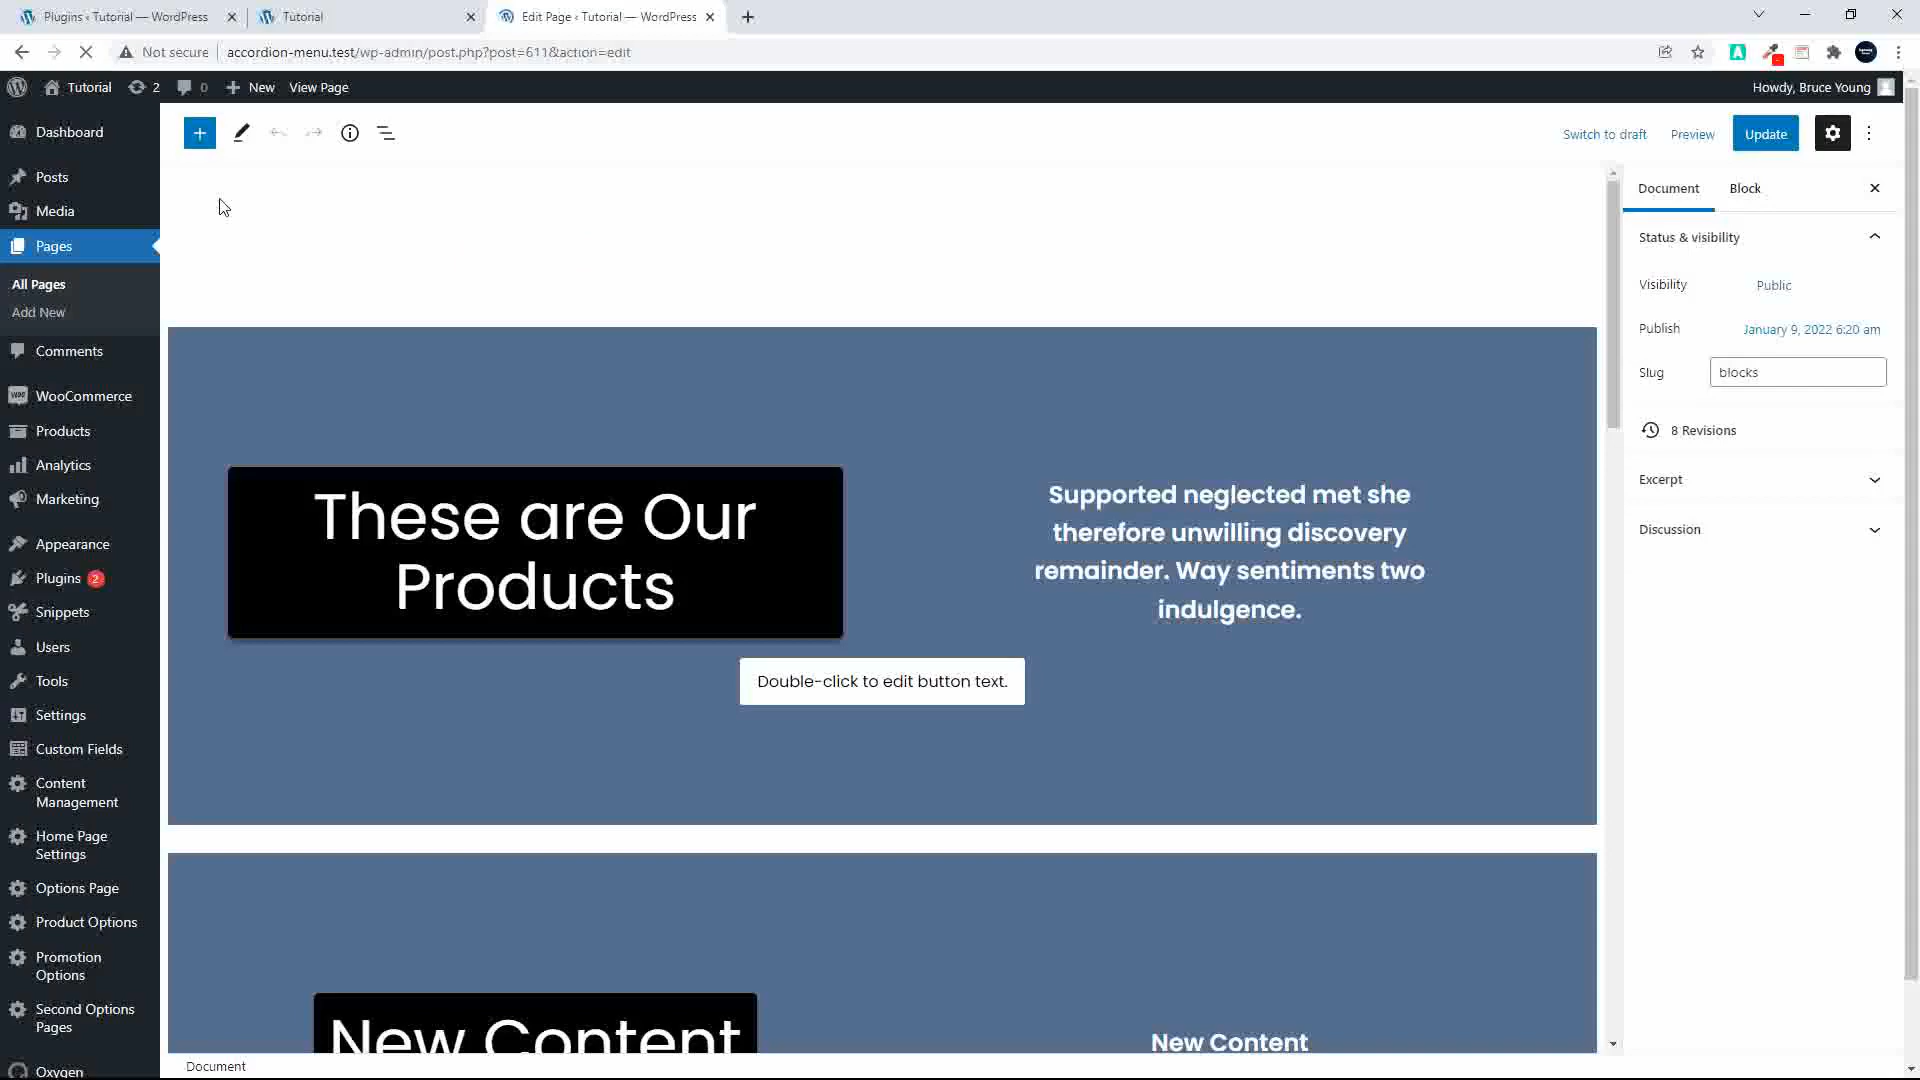 Plugins ‹ Tutorial — WordPress
Tutorial
Edit Page ‹ Tutorial — WordPress
Not secure
accordion-menu.test/wp-admin/post.php?post=611&action=edit
Tutorial
2
0
New
View Page
Howdy, Bruce Young
Dashboard
Posts
Media
Pages
All Pages
Add New
Comments
WooCommerce
Products
Analytics
Marketing
Appearance
Plugins 2
Snippets
Users
Tools
Settings
Custom Fields
Content
Management
Home Page
Settings
Options Page
Product Options
Promotion
Options
Second Options
Pages
Oxygen
Switch to draft
Preview
Update
These are Our
Products
Supported neglected met she
therefore unwilling discovery
remainder. Way sentiments two
indulgence.
Double-click to edit button text.
New Content
New Content
Document
Document
Block
Status & visibility
Visibility
Public
Publish
January 9, 2022 6:20 am
Slug
blocks
8 Revisions
Excerpt
Discussion